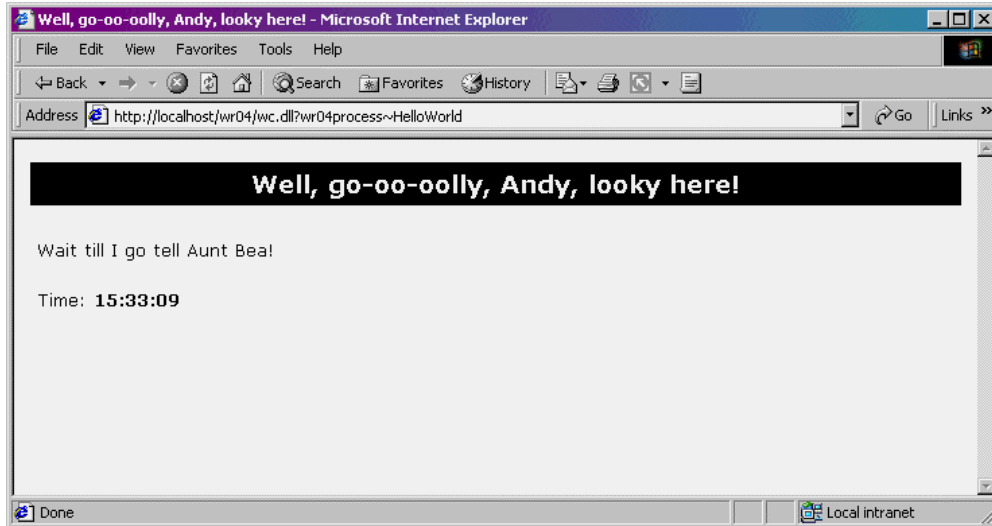 Well, go-oo-oolly, Andy, looky here! - Microsoft Internet Explorer
File Edit View Favorites Tools Help
Back Search Favorites History
Address http://localhost/wr04/wc.dll?wr04process~HelloWorld Go Links »
Well, go-oo-oolly, Andy, looky here!
Wait till I go tell Aunt Bea!
Time: 15:33:09
Done Local intranet